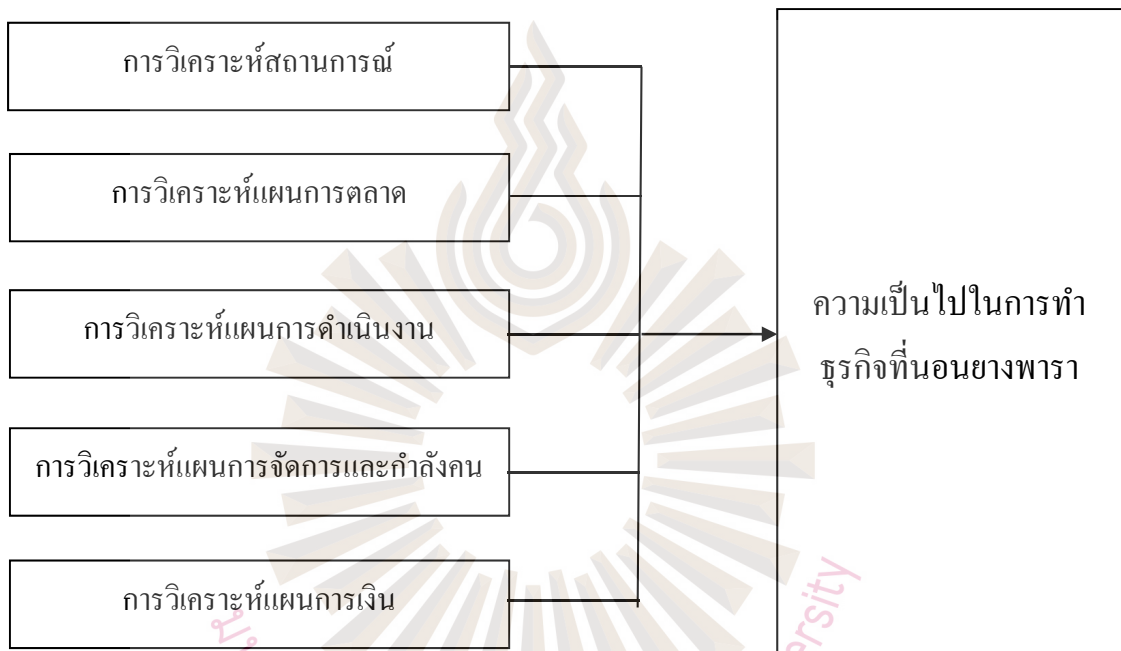 การวิเคราะห์สถานการณ์
การวิเคราะห์แผนการตลาด
การวิเคราะห์แผนการดำเนินงาน
การวิเคราะห์แผนการจัดการและกำลังคน
การวิเคราะห์แผนการเงิน
ความเป็นไปในการทำ
ธุรกิจที่นอนยางพารา
ersity